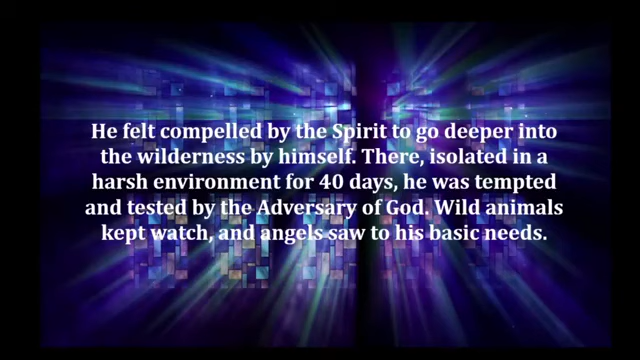 He felt compelled by the Spirit to go deeper into
the wilderness by himself. There, isolated in a
harsh environment for 40 days, he was tempted
and tested by the Adversary of God. Wild animals
kept watch, and angels saw to his basic needs.